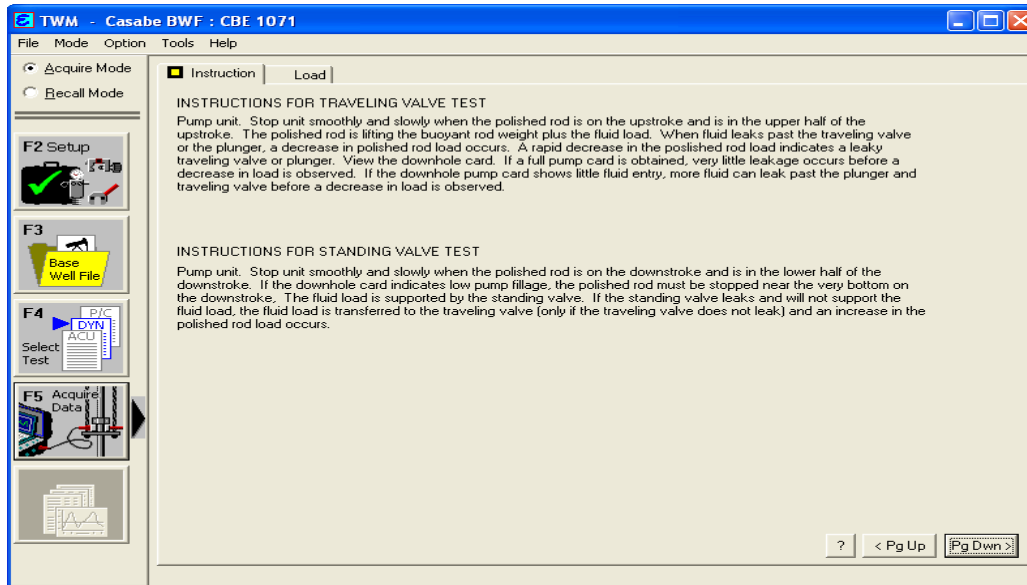 TWM - Casabe BWF : CBE 1071
File Mode Option Tools Help
Acquire Mode
Recall Mode
F2 Setup
F3
Base
Well File
F4
P/C
DYN
ACU
Select
Test
F5 Acquire
Data
Instruction
Load
INSTRUCTIONS FOR TRAVELING VALVE TEST
Pump unit. Stop unit smoothly and slowly when the polished rod is on the upstroke and is in the upper half of the
upstroke. The polished rod is lifting the buoyant rod weight plus the fluid load. When fluid leaks past the traveling valve
or the plunger, a decrease in polished rod load occurs. A rapid decrease in the poslished rod load indicates a leaky
traveling valve or plunger. View the downhole card. If a full pump card is obtained, very little leakage occurs before a
decrease in load is observed. If the downhole pump card shows little fluid entry, more fluid can leak past the plunger and
traveling valve before a decrease in load is observed.
INSTRUCTIONS FOR STANDING VALVE TEST
Pump unit. Stop unit smoothly and slowly when the polished rod is on the downstroke and is in the lower half of the
downstroke. If the downhole card indicates low pump fillage, the polished rod must be stopped near the very bottom on
the downstroke, The fluid load is supported by the standing valve. If the standing valve leaks and will not support the
fluid load, the fluid load is transferred to the traveling valve (only if the traveling valve does not leak) and an increase in the
polished rod load occurs.
?
< Pg Up
Pg Dwn >